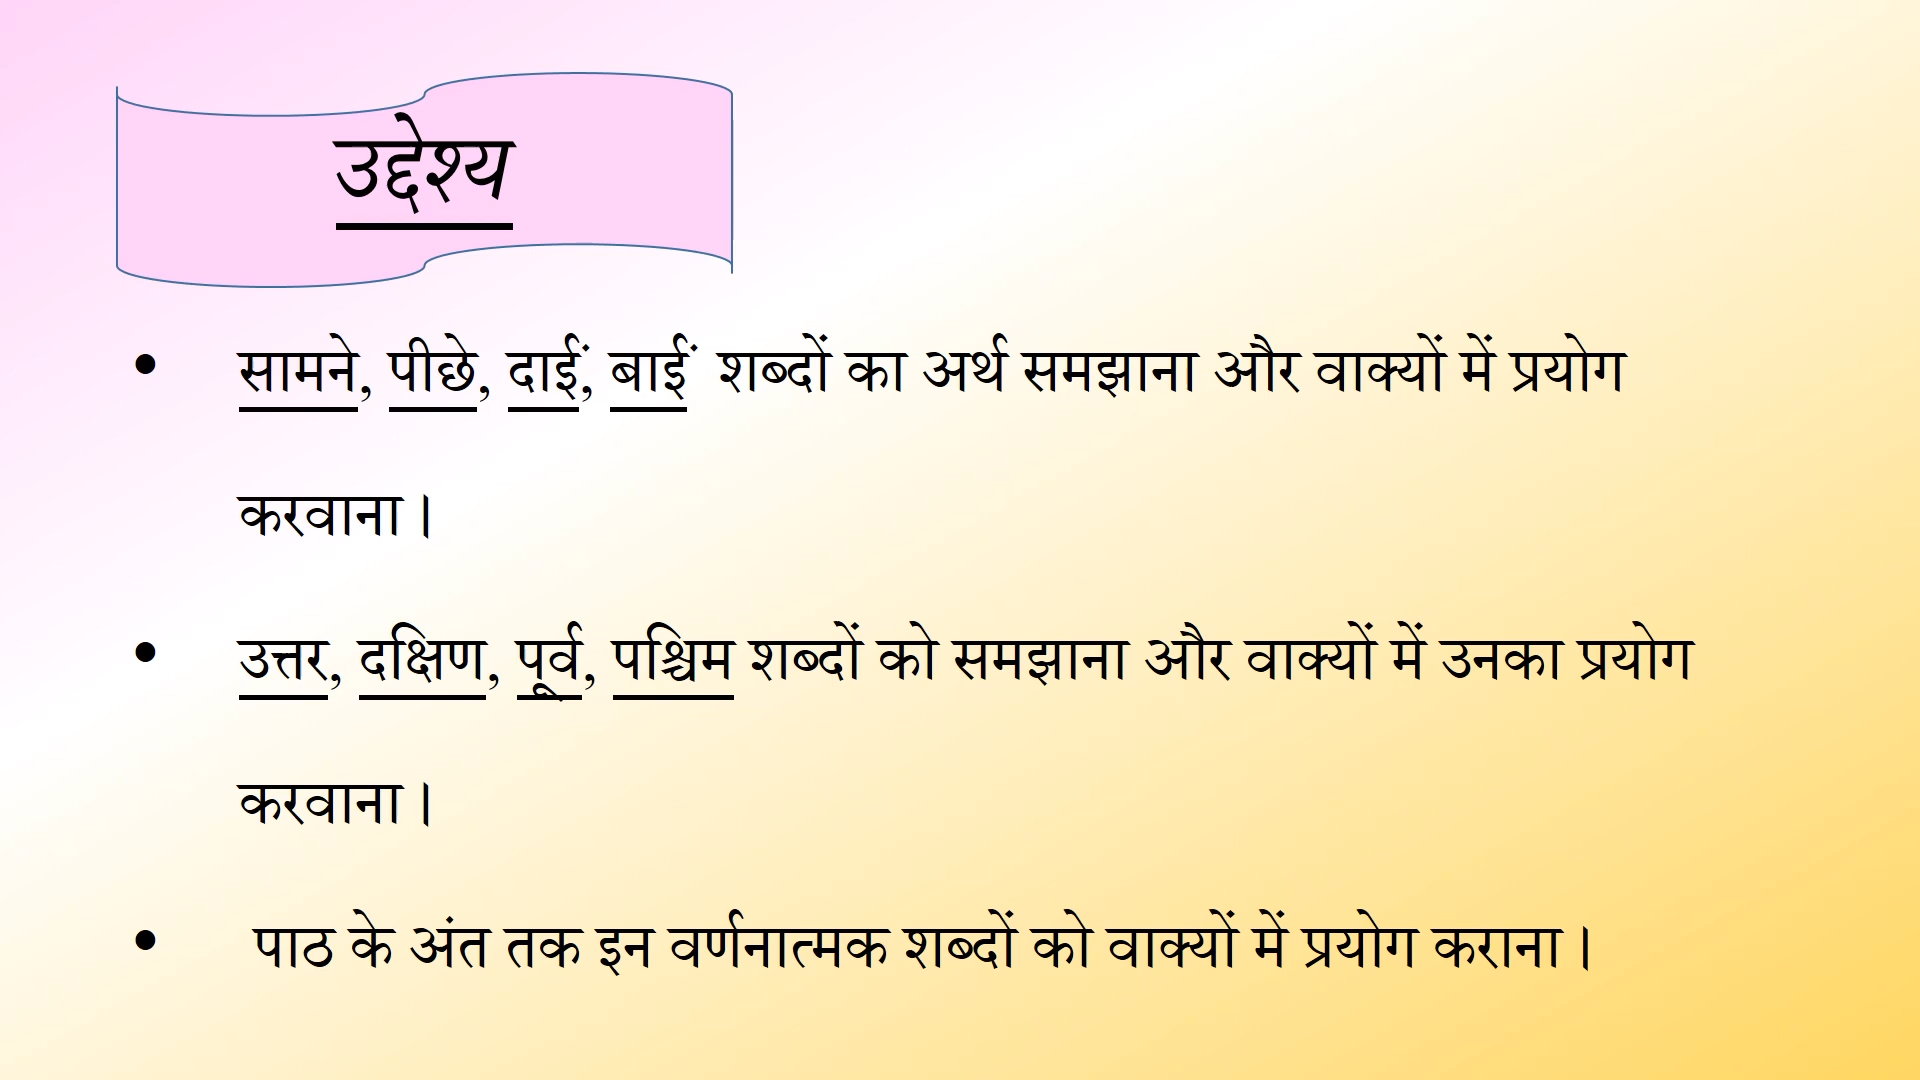 उद्देश्य
• सामने, पीछे, दाईं, बाईं शब्दों का अर्थ समझाना और वाक्यों में प्रयोग
करवाना।
• उत्तर, दक्षिण, पूर्व, पश्चिम शब्दों को समझाना और वाक्यों में उनका प्रयोग
करवाना।
• पाठ के अंत तक इन वर्णनात्मक शब्दों को वाक्यों में प्रयोग कराना।